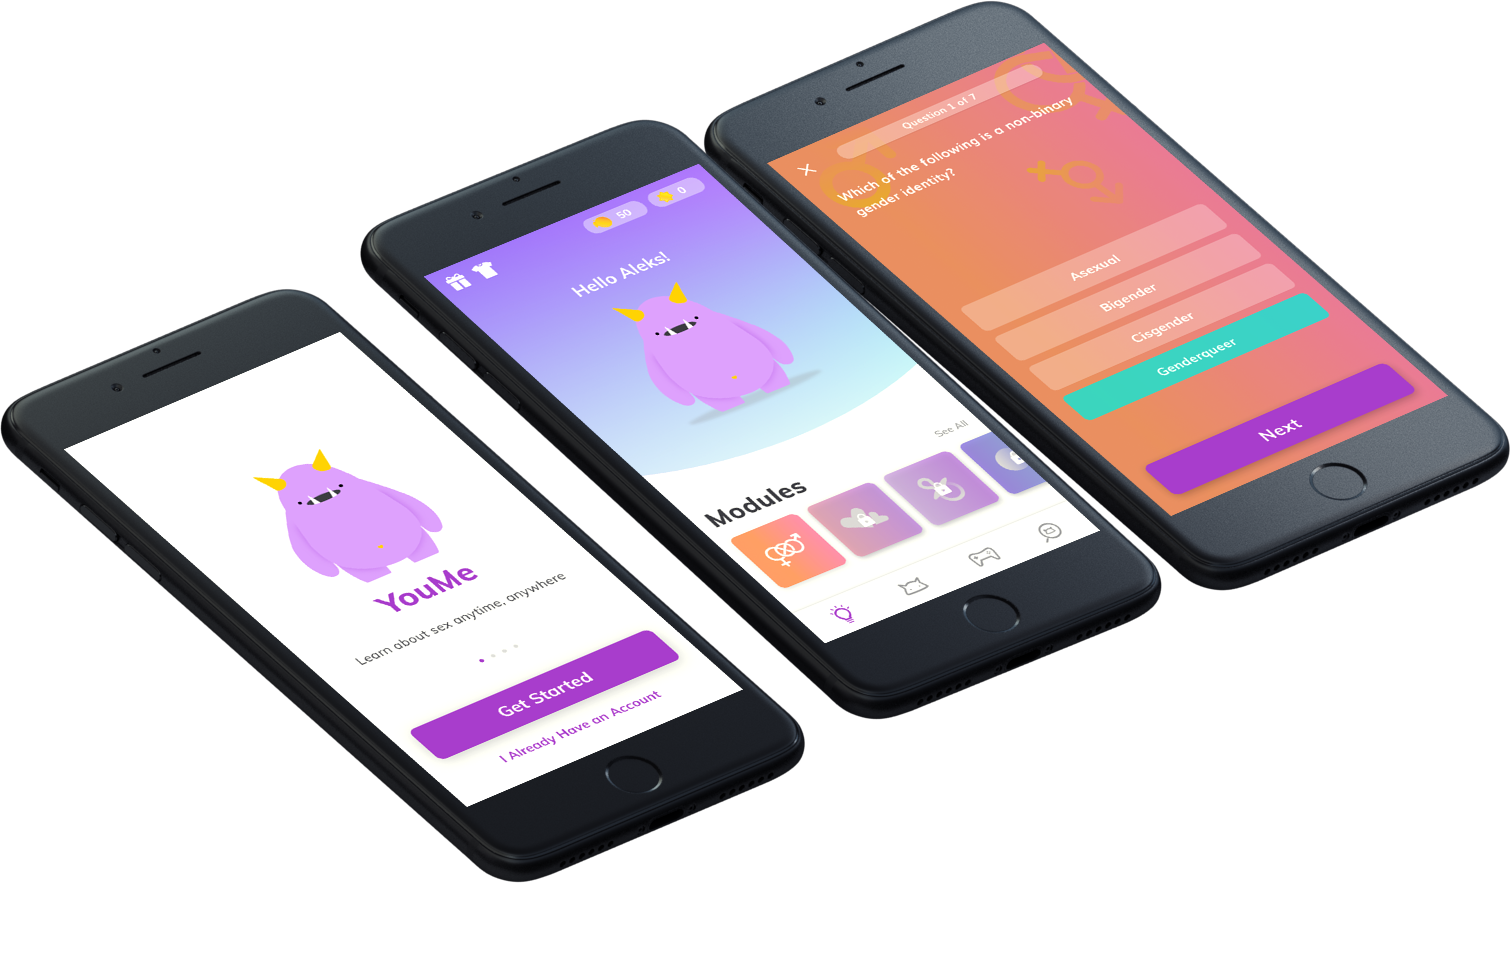 YouMe
Learn about sex anytime, anywhere
Get Started
I Already Have an Account
50
0
Hello Aleks!
See All
Modules
Question 1 of 7
Which of the following is a non-binary
gender identity?
Asexual
Bigender
Cisgender
Genderqueer
Next